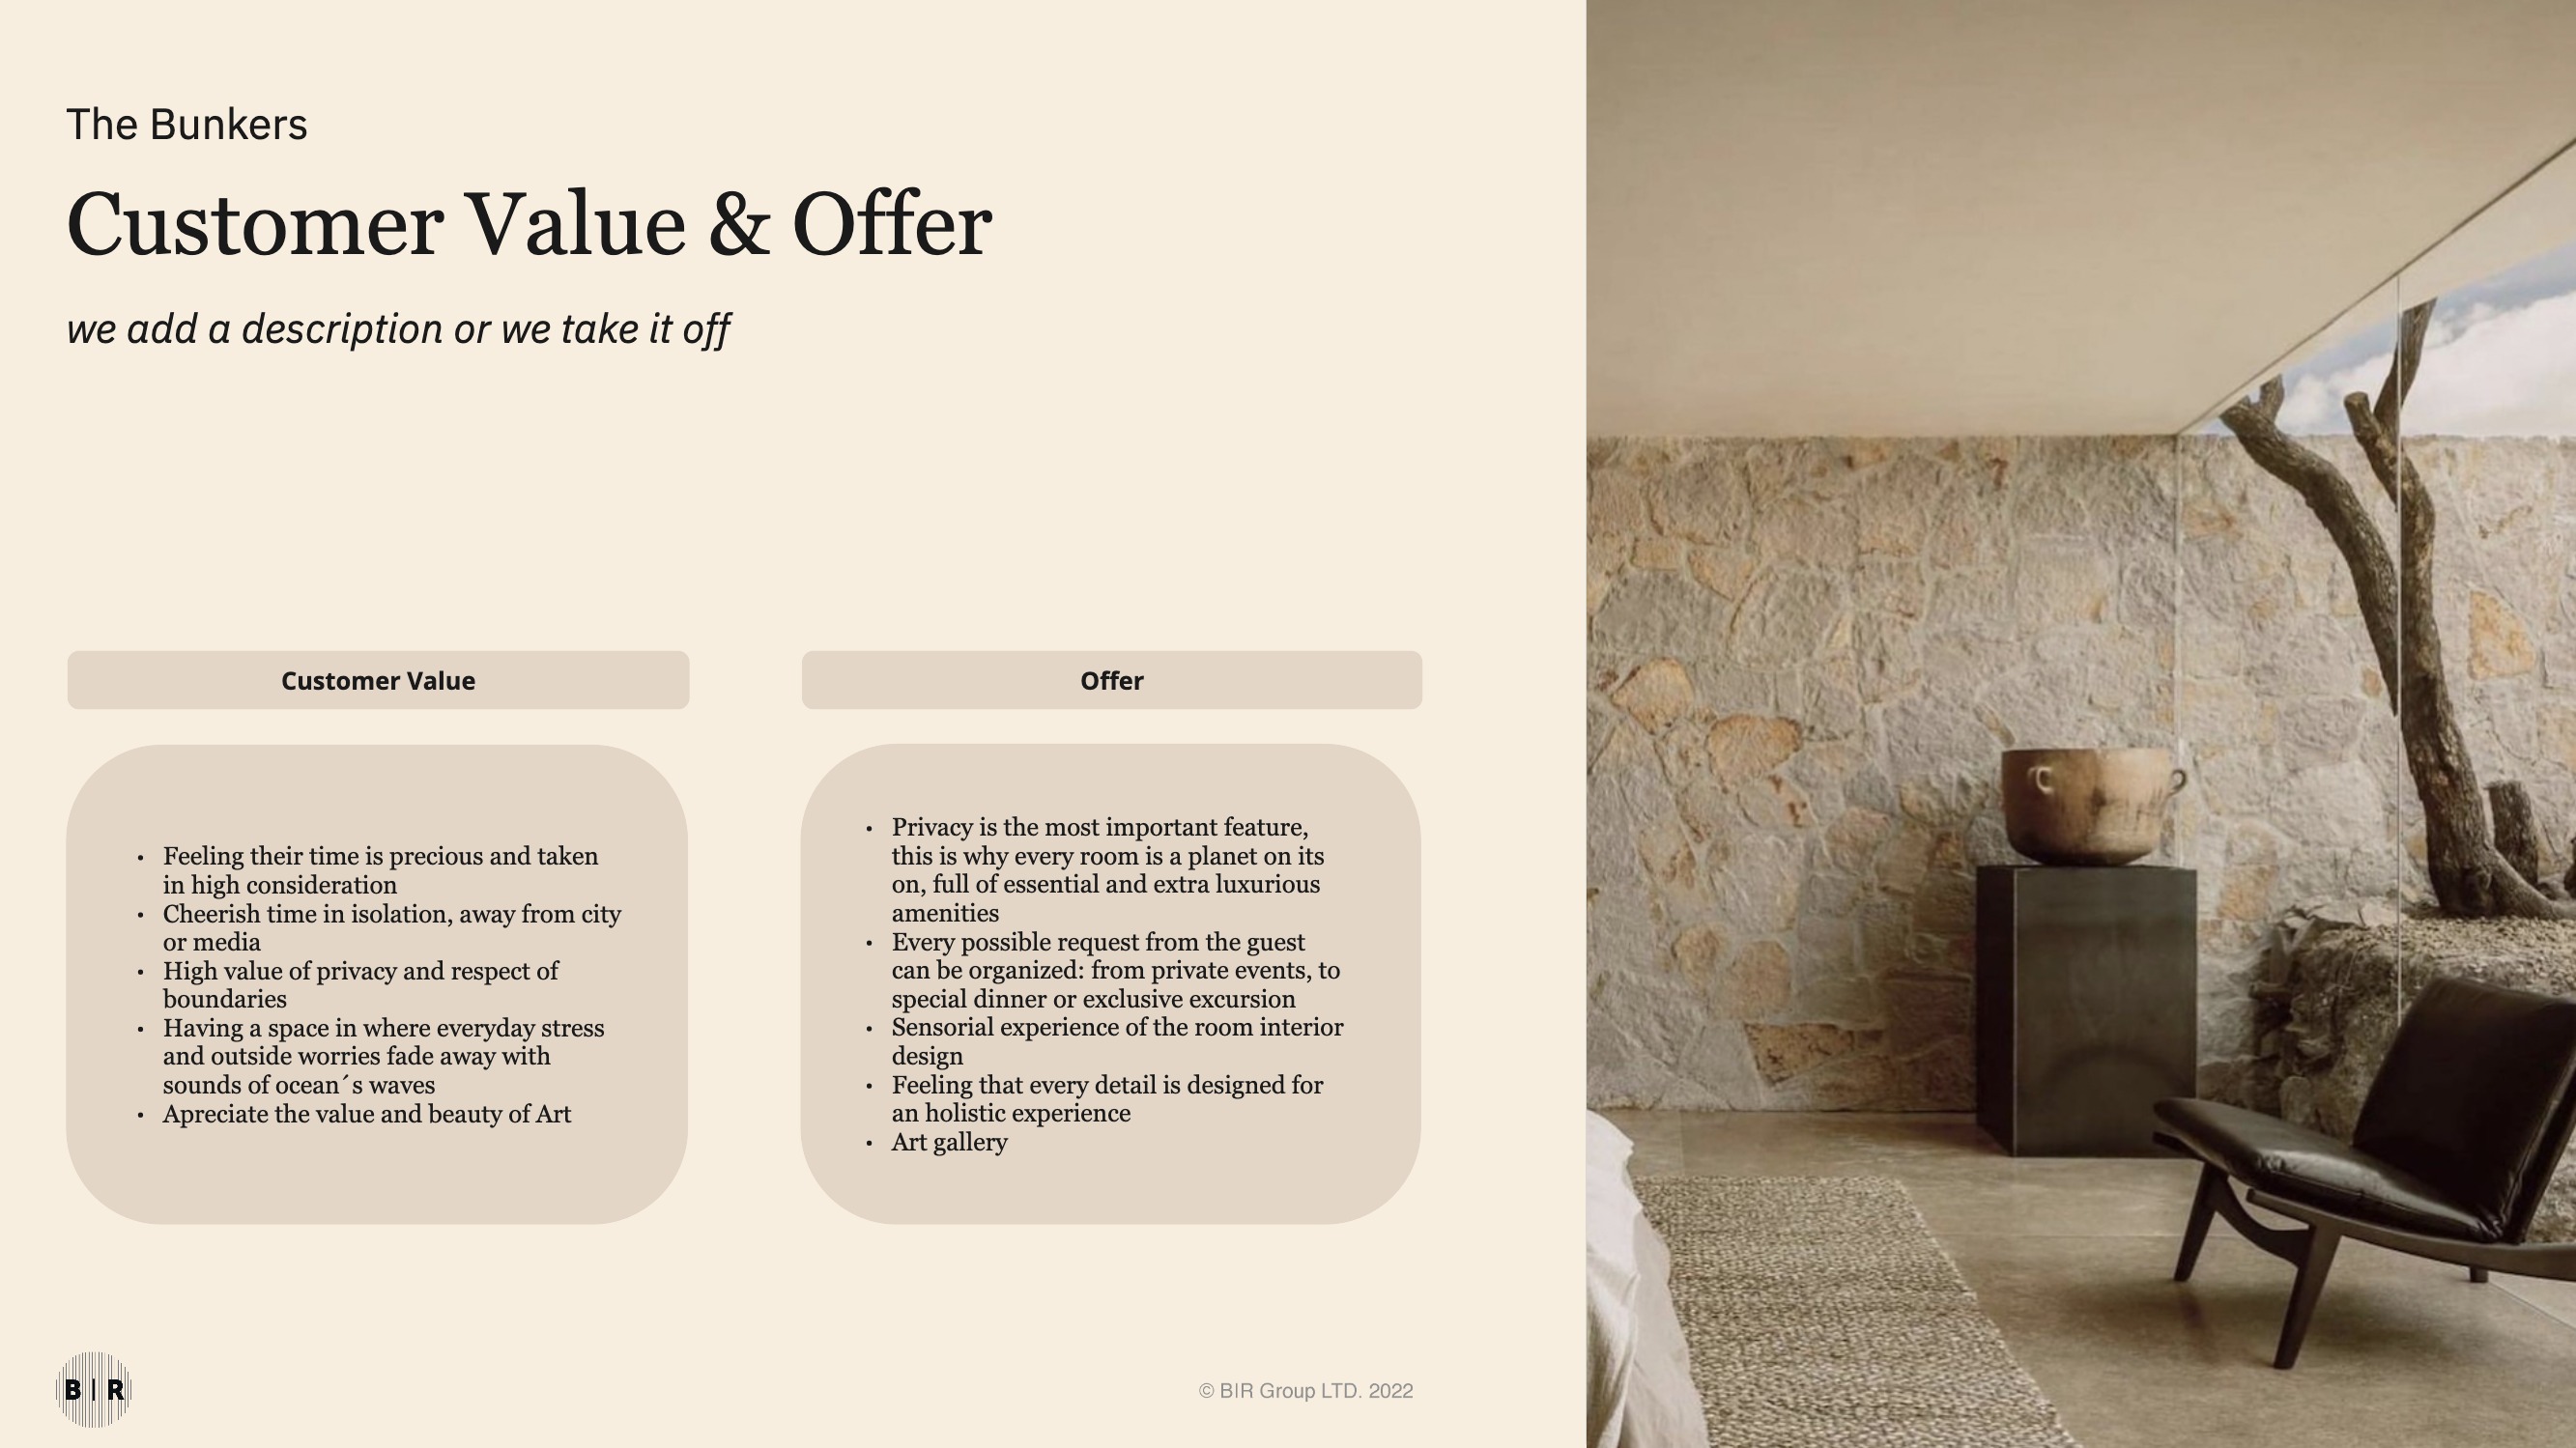 The Bunkers
Customer Value & Offer
we add a description or we take it off
Customer Value
• Feeling their time is precious and taken
in high consideration
• Cheerish time in isolation, away from city
or media
• High value of privacy and respect of
boundaries
• Having a space in where everyday stress
and outside worries fade away with
sounds of ocean´s waves
• Apreciate the value and beauty of Art
Offer
• Privacy is the most important feature,
this is why every room is a planet on its
on, full of essential and extra luxurious
amenities
• Every possible request from the guest
can be organized: from private events, to
special dinner or exclusive excursion
• Sensorial experience of the room interior
design
• Feeling that every detail is designed for
an holistic experience
• Art gallery
B|R
© BIR Group LTD. 2022